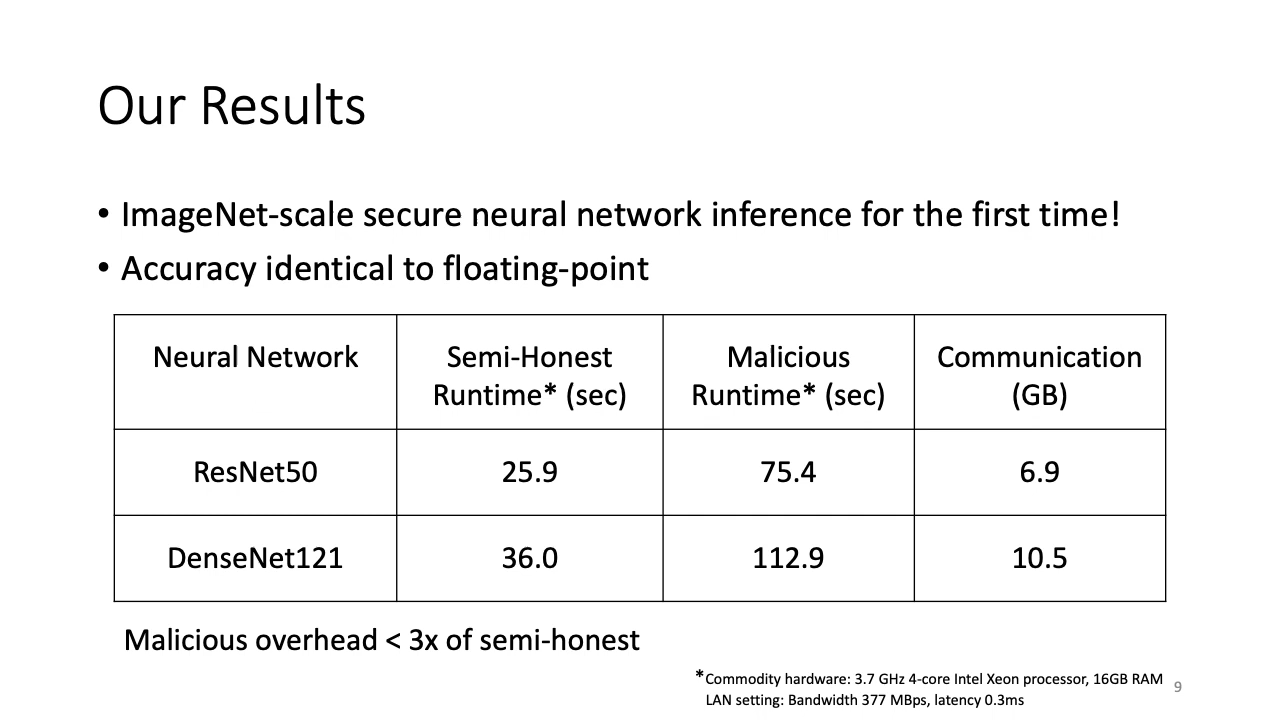 Our Results
• ImageNet-scale secure neural network inference for the first time!
• Accuracy identical to floating-point
Neural Network
Semi-Honest
Runtime* (sec)
Malicious
Runtime* (sec)
Communication
(GB)
ResNet50
25.9
75.4
6.9
DenseNet121
36.0
112.9
10.5
Malicious overhead < 3x of semi-honest
*Commodity hardware: 3.7 GHz 4-core Intel Xeon processor, 16GB RAM
LAN setting: Bandwidth 377 MBps, latency 0.3ms
9